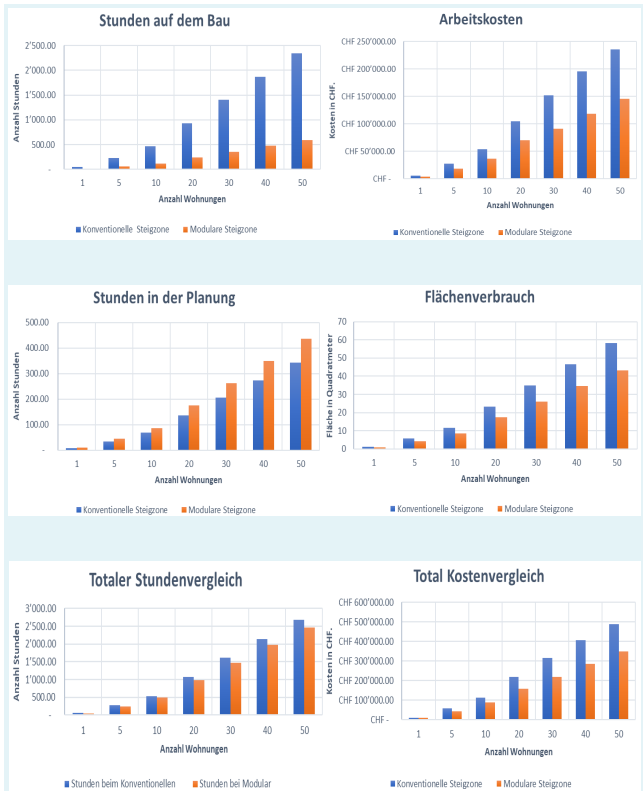 Stunden auf dem Bau
Anzahl Stunden
2'500.00
2'000.00
1'500.00
1'000.00
500.00
-
1 5 10 20 30 40 50
Anzahl Wohnungen
Konventionelle Steigzone Modulare Steigzone
Arbeitskosten
Kosten in CHF.
CHF 250'000.00
CHF 200'000.00
CHF 150'000.00
CHF 100'000.00
CHF 50'000.00
CHF -
1 5 10 20 30 40 50
Anzahl Wohnungen
Konventionelle Steigzone Modulare Steigzone
Stunden in der Planung
Anzahl Stunden
500.00
400.00
300.00
200.00
100.00
-
1 5 10 20 30 40 50
Anzahl Wohnungen
Konventionelle Steigzone Modulare Steigzone
Flächenverbrauch
Fläche in Quadratmeter
70
60
50
40
30
20
10
0
1 5 10 20 30 40 50
Anzahl Wohnungen
Konventionelle Steigzone Modulare Steigzone
Totaler Stundenvergleich
Anzahl Stunden
3'000.00
2'500.00
2'000.00
1'500.00
1'000.00
500.00
-
1 5 10 20 30 40 50
Anzahl Wohnungen
Stunden beim Konventionellen Stunden bei Modular
Total Kostenvergleich
Kosten in CHF.
CHF 600'000.00
CHF 500'000.00
CHF 400'000.00
CHF 300'000.00
CHF 200'000.00
CHF 100'000.00
CHF -
1 5 10 20 30 40 50
Anzahl Wohnungen
Konventionelle Steigzone Modulare Steigzone